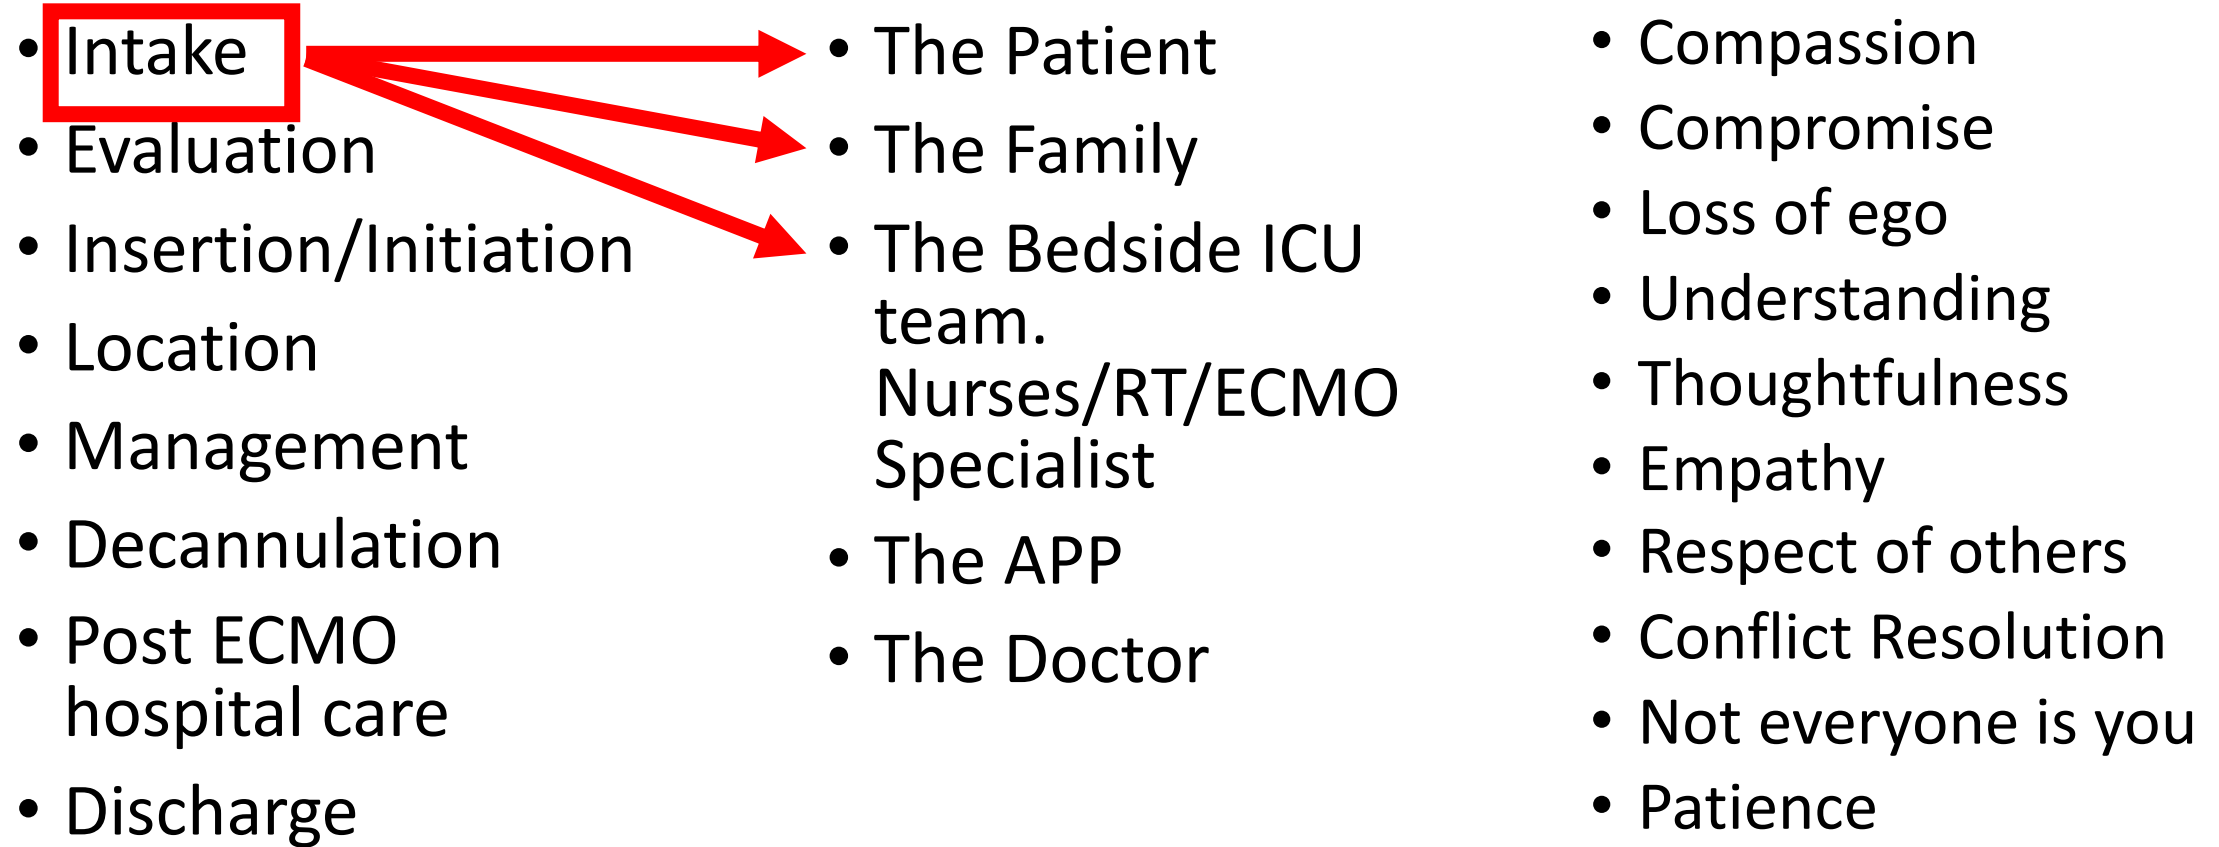 • Intake
• Evaluation
• Insertion/Initiation
• Location
• Management
• Decannulation
• Post ECMO
hospital care
• Discharge
• The Patient
• The Family
• The Bedside ICU
team.
Nurses/RT/ECMO
Specialist
• The APP
• The Doctor
• Compassion
• Compromise
• Loss of ego
• Understanding
• Thoughtfulness
• Empathy
• Respect of others
• Conflict Resolution
• Not everyone is you
• Patience